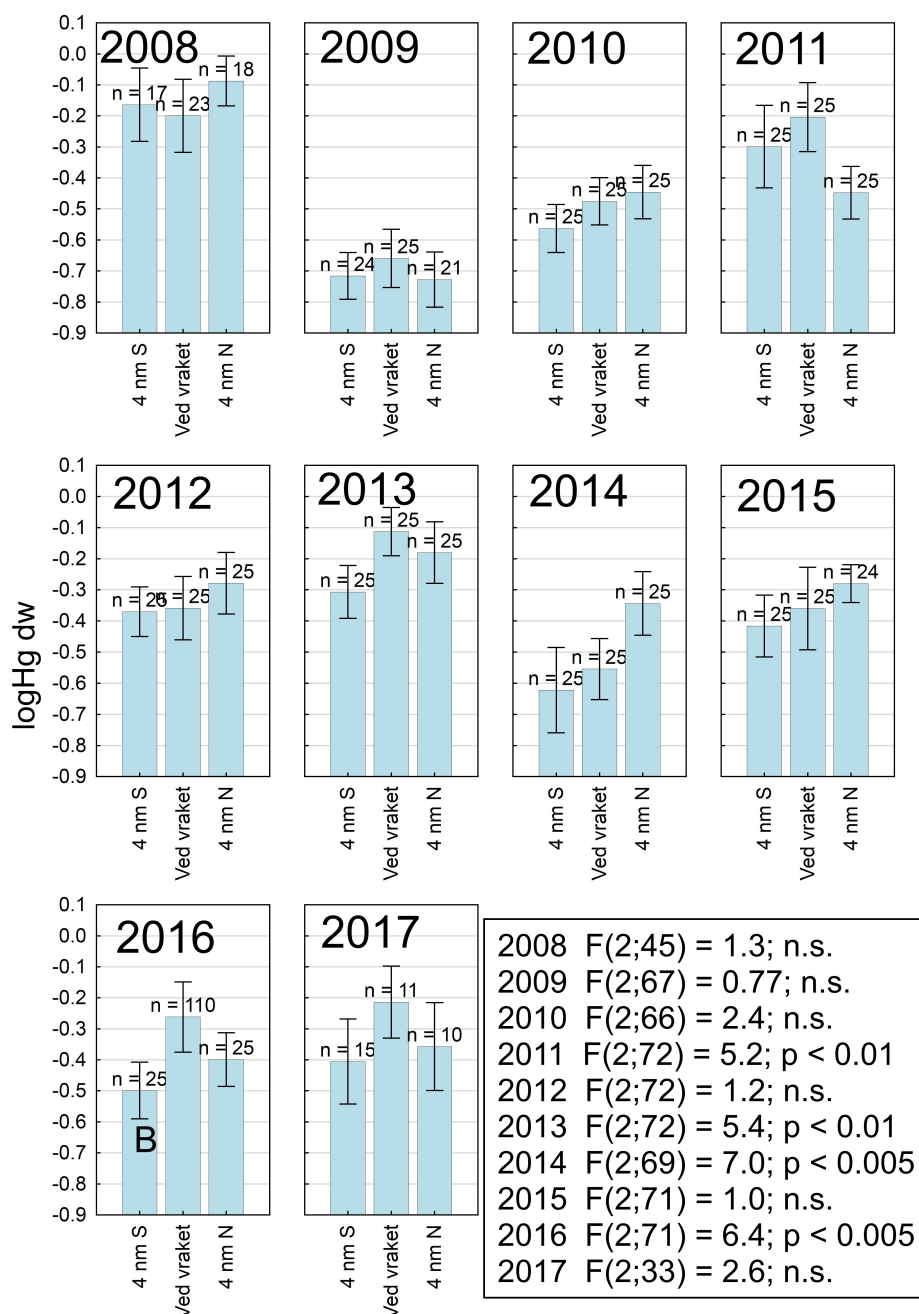 0.1
0.0
-0.1
-0.2
-0.3
-0.4
-0.5
-0.6
-0.7
-0.8
-0.9
2008
n = 17
n = 23
n = 18
4 nm S
Ved vraket
4 nm N
2009
n = 24
n = 25
n = 21
4 nm S
Ved vraket
4 nm N
2010
n = 25
n = 25
n = 25
4 nm S
Ved vraket
4 nm N
2011
n = 25
n = 25
n = 25
4 nm S
Ved vraket
4 nm N
logHg dw
0.1
0.0
-0.1
-0.2
-0.3
-0.4
-0.5
-0.6
-0.7
-0.8
-0.9
2012
n = 25
n = 25
4 nm S
Ved vraket
4 nm N
2013
n = 25
n = 25
n = 25
4 nm S
Ved vraket
4 nm N
2014
n = 25
n = 25
n = 25
4 nm S
Ved vraket
4 nm N
2015
n = 25
n = 25
n = 24
4 nm S
Ved vraket
4 nm N
0.1
0.0
-0.1
-0.2
-0.3
-0.4
-0.5
-0.6
-0.7
-0.8
-0.9
2016
n = 25
n = 110
n = 25
B
4 nm S
Ved vraket
4 nm N
2017
n = 15
n = 11
n = 10
4 nm S
Ved vraket
4 nm N
2008 F(2;45) = 1.3; n.s.
2009 F(2;67) = 0.77; n.s.
2010 F(2;66) = 2.4; n.s.
2011 F(2;72) = 5.2; p < 0.01
2012 F(2;72) = 1.2; n.s.
2013 F(2;72) = 5.4; p < 0.01
2014 F(2;69) = 7.0; p < 0.005
2015 F(2;71) = 1.0; n.s.
2016 F(2;71) = 6.4; p < 0.005
2017 F(2;33) = 2.6; n.s.